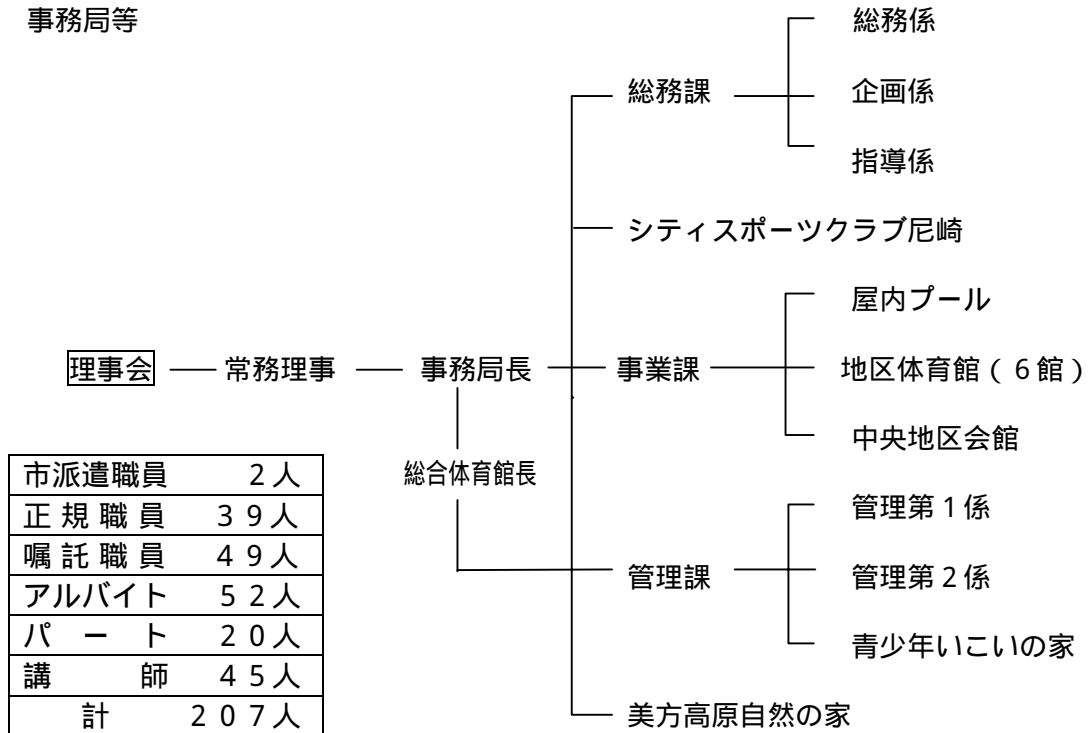 事務局等
総務係
総務課
企画係
指導係
シティスポーツクラブ尼崎
屋内プール
理事会
常務理事
事務局長
事業課
地区体育館(6館)
中央地区会館
総合体育館長
管理第1係
管理課
管理第2係
青少年いこいの家
美方高原自然の家
市派遣職員 2人
正規職員 39人
嘱託職員 49人
アルバイト 52人
パート 20人
講師 45人
計 207人